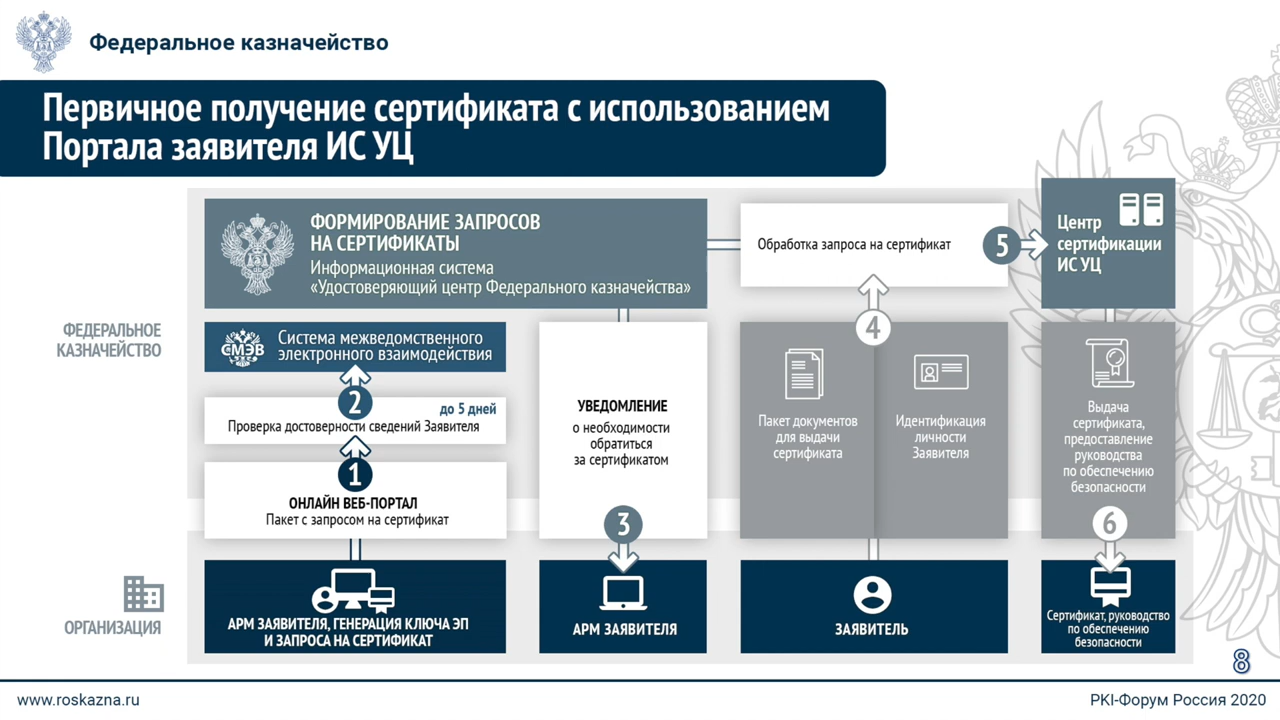 Федеральное казначейство
Первичное получение сертификата с использованием
Портала заявителя ИС УЦ
ФЕДЕРАЛЬНОЕ
КАЗНАЧЕЙСТВО
ФОРМИРОВАНИЕ ЗАПРОСОВ
НА СЕРТИФИКАТЫ
Информационная система
«Удостоверяющий центр Федерального казначейства»
Обработка запроса на сертификат
5
Центр
сертификации
ИС УЦ
СМЭВ
Система межведомственного
электронного взаимодействия
2
до 5 дней
Проверка достоверности сведений Заявителя
1
ОНЛАЙН ВЕБ-ПОРТАЛ
Пакет с запросом на сертификат
УВЕДОМЛЕНИЕ
о необходимости
обратиться
за сертификатом
3
4
Пакет документов
для выдачи
сертификата
Идентификация
личности
Заявителя
Выдача
сертификата,
предоставление
руководства
по обеспечению
безопасности
6
ОРГАНИЗАЦИЯ
АРМ ЗАЯВИТЕЛЯ, ГЕНЕРАЦИЯ КЛЮЧА ЭП
И ЗАПРОСА НА СЕРТИФИКАТ
АРМ ЗАЯВИТЕЛЯ
ЗАЯВИТЕЛЬ
Сертификат, руководство
по обеспечению
безопасности
8
www.roskazna.ru
PKI-Форум Россия 2020